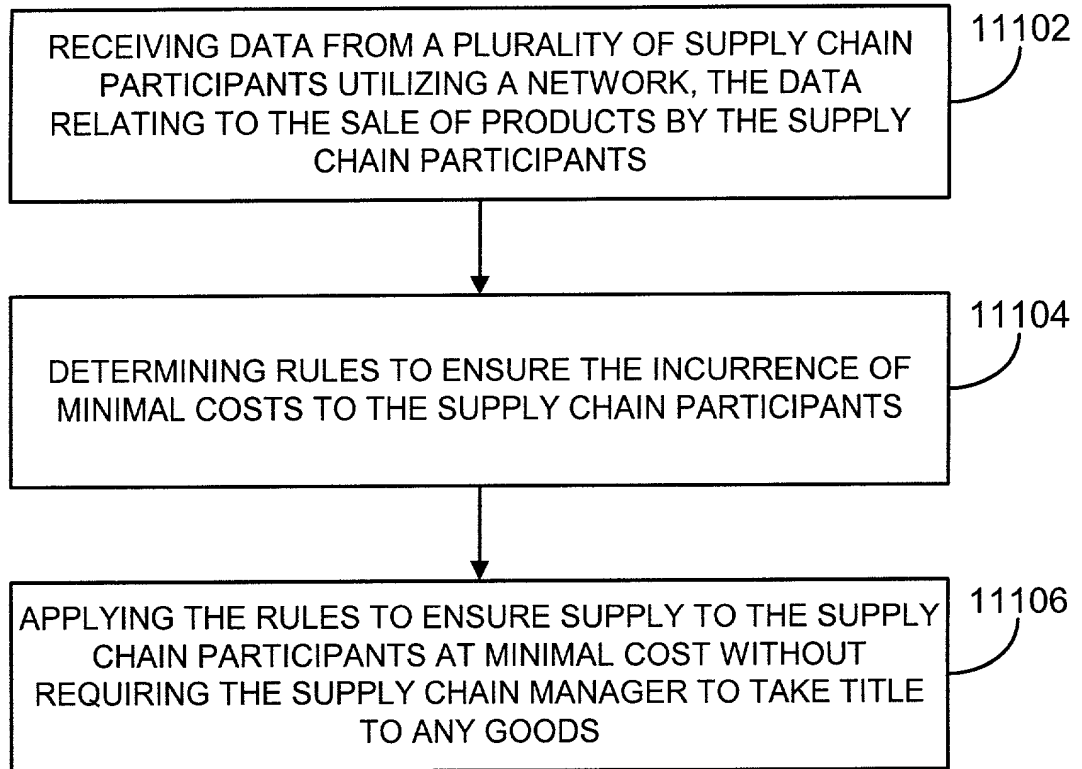 RECEIVING DATA FROM A PLURALITY OF SUPPLY CHAIN
PARTICIPANTS UTILIZING A NETWORK, THE DATA
RELATING TO THE SALE OF PRODUCTS BY THE SUPPLY
CHAIN PARTICIPANTS
11102
DETERMINING RULES TO ENSURE THE INCURRENCE OF
MINIMAL COSTS TO THE SUPPLY CHAIN PARTICIPANTS
11104
APPLYING THE RULES TO ENSURE SUPPLY TO THE SUPPLY
CHAIN PARTICIPANTS AT MINIMAL COST WITHOUT
REQUIRING THE SUPPLY CHAIN MANAGER TO TAKE TITLE
TO ANY GOODS
11106